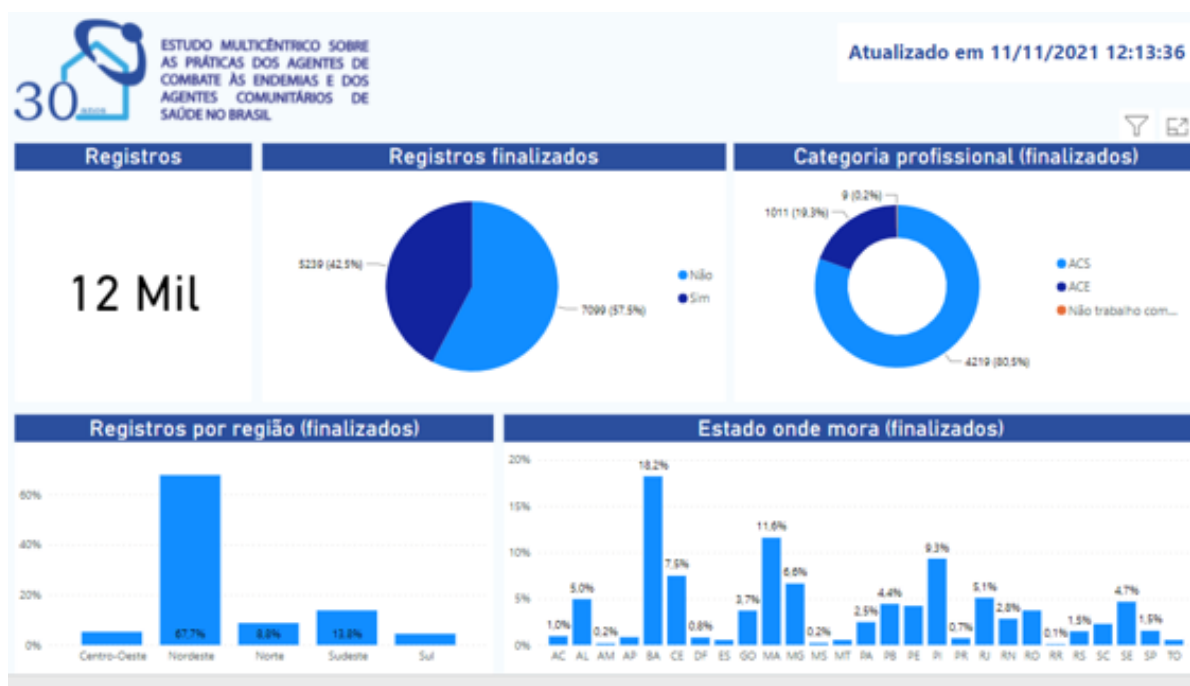 30
anos
ESTUDO MULTICÊNTRICO SOBRE
AS PRÁTICAS DOS AGENTES DE
COMBATE ÀS ENDEMIAS E DOS
AGENTES COMUNITÁRIOS DE
SAÚDE NO BRASIL
Atualizado em 11/11/2021 12:13:36
Registros
12 Mil
Registros finalizados
5239 (42,5%)
7099 (57,5%)
Não
Sim
Categoria profissional (finalizados)
9 (0,2%)
1011 (19,3%)
4219 (80,5%)
ACS
ACE
Não trabalho com...
Registros por região (finalizados)
60%
40%
20%
0%
67,7% 8,8% 13,8%
Centro-Oeste Nordeste Norte Sudeste Sul
Estado onde mora (finalizados)
20%
15%
10%
5%
0%
1,0% 5,0% 0,2% 18,2% 7,5% 0,8% 3,7% 11,6% 6,6% 0,2% 2,5% 4,4% 9,3% 0,7% 5,1% 2,8% 0,1% 1,5% 4,7% 1,5%
AC AL AM AP BA CE DF ES GO MA MG MS MT PA PB PE PI PR RJ RN RO RR RS SC SE SP TO